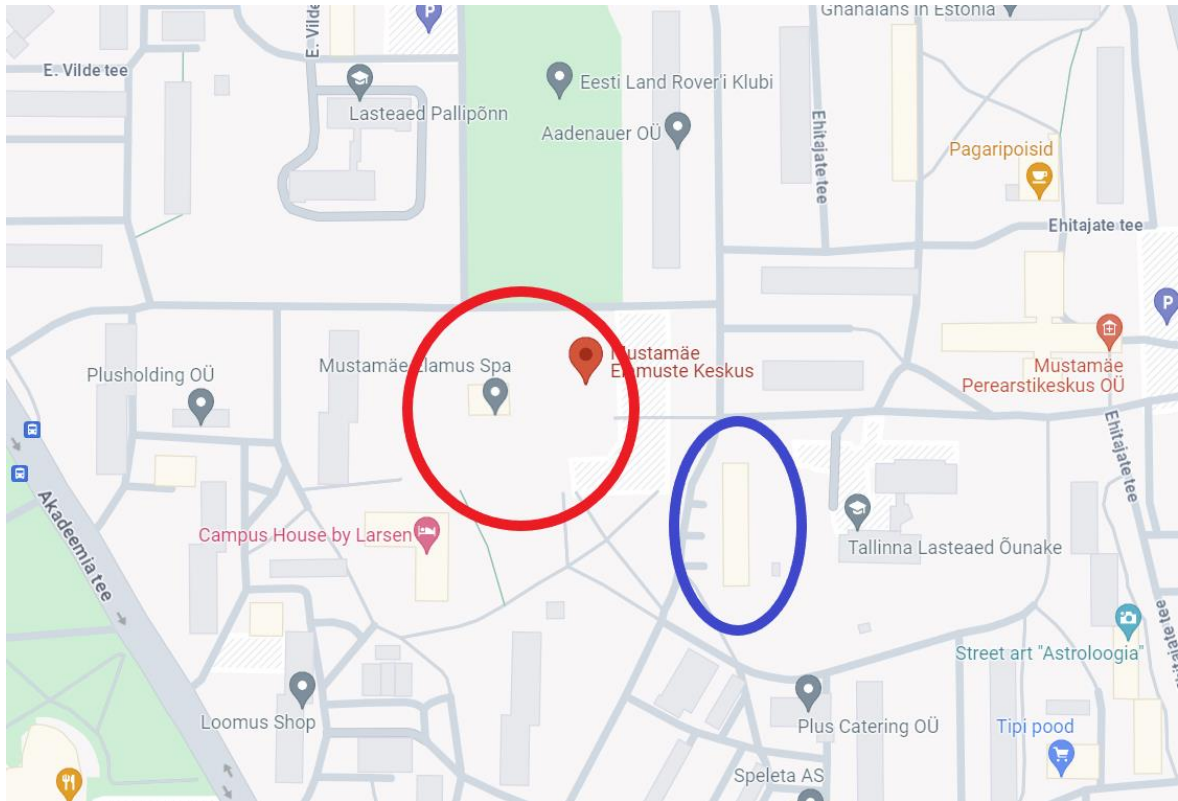 Ghanaians in Estonia
E. Vilde
E. Vilde tee
Eesti Land Rover'i Klubi
Lasteaed Pallipõnn
Aadenauer OÜ
Ehitajate tee
Pagaripoisid
Ehitajate tee
Mustamäe Elamus Spa
Mustamäe
Elamuste Keskus
Plusholding OÜ
Mustamäe
Perearstikeskus OÜ
Ehitajate tee
Akadeemia tee
Campus House by Larsen
Tallinna Lasteaed Õunake
Street art "Astroloogia"
Ehitajate tee
Loomus Shop
Plus Catering OÜ
Tipi pood
Speleta AS
P
P